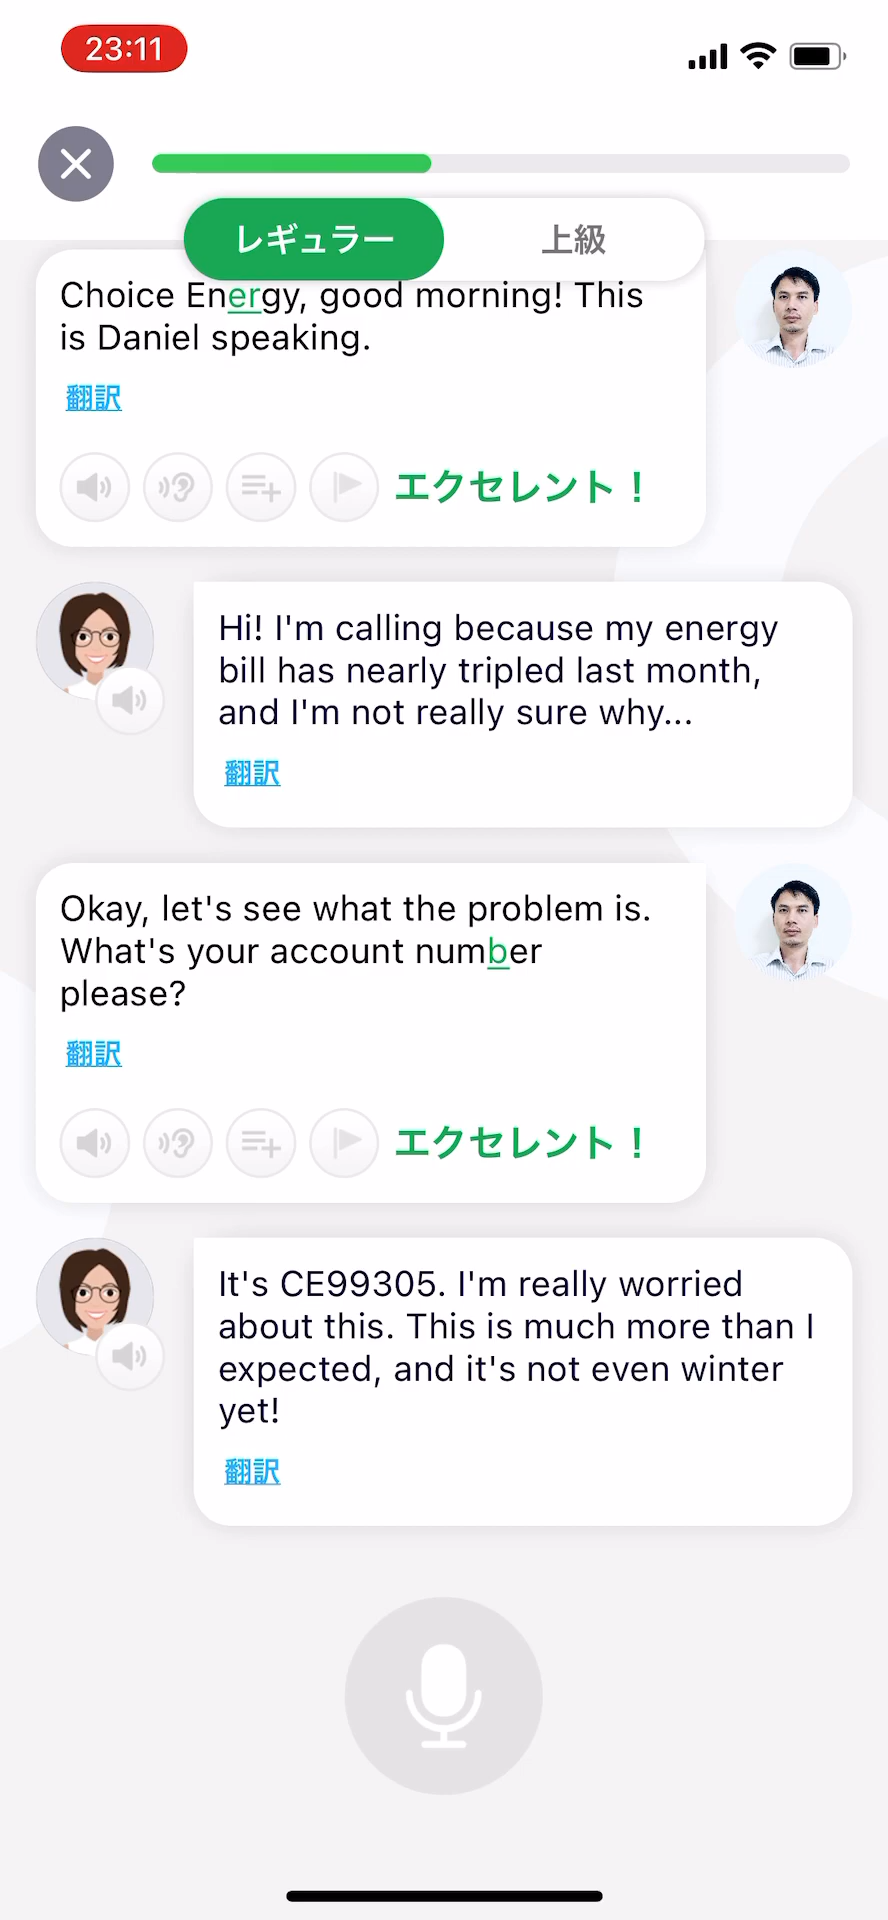 23:11
レギュラー
上級
Choice Energy, good morning! This
is Daniel speaking.
翻訳
エクセレント！
Hi! I'm calling because my energy
bill has nearly tripled last month,
and I'm not really sure why...
翻訳
Okay, let's see what the problem is.
What's your account number
please?
翻訳
エクセレント！
It's CE99305. I'm really worried
about this. This is much more than I
expected, and it's not even winter
yet!
翻訳